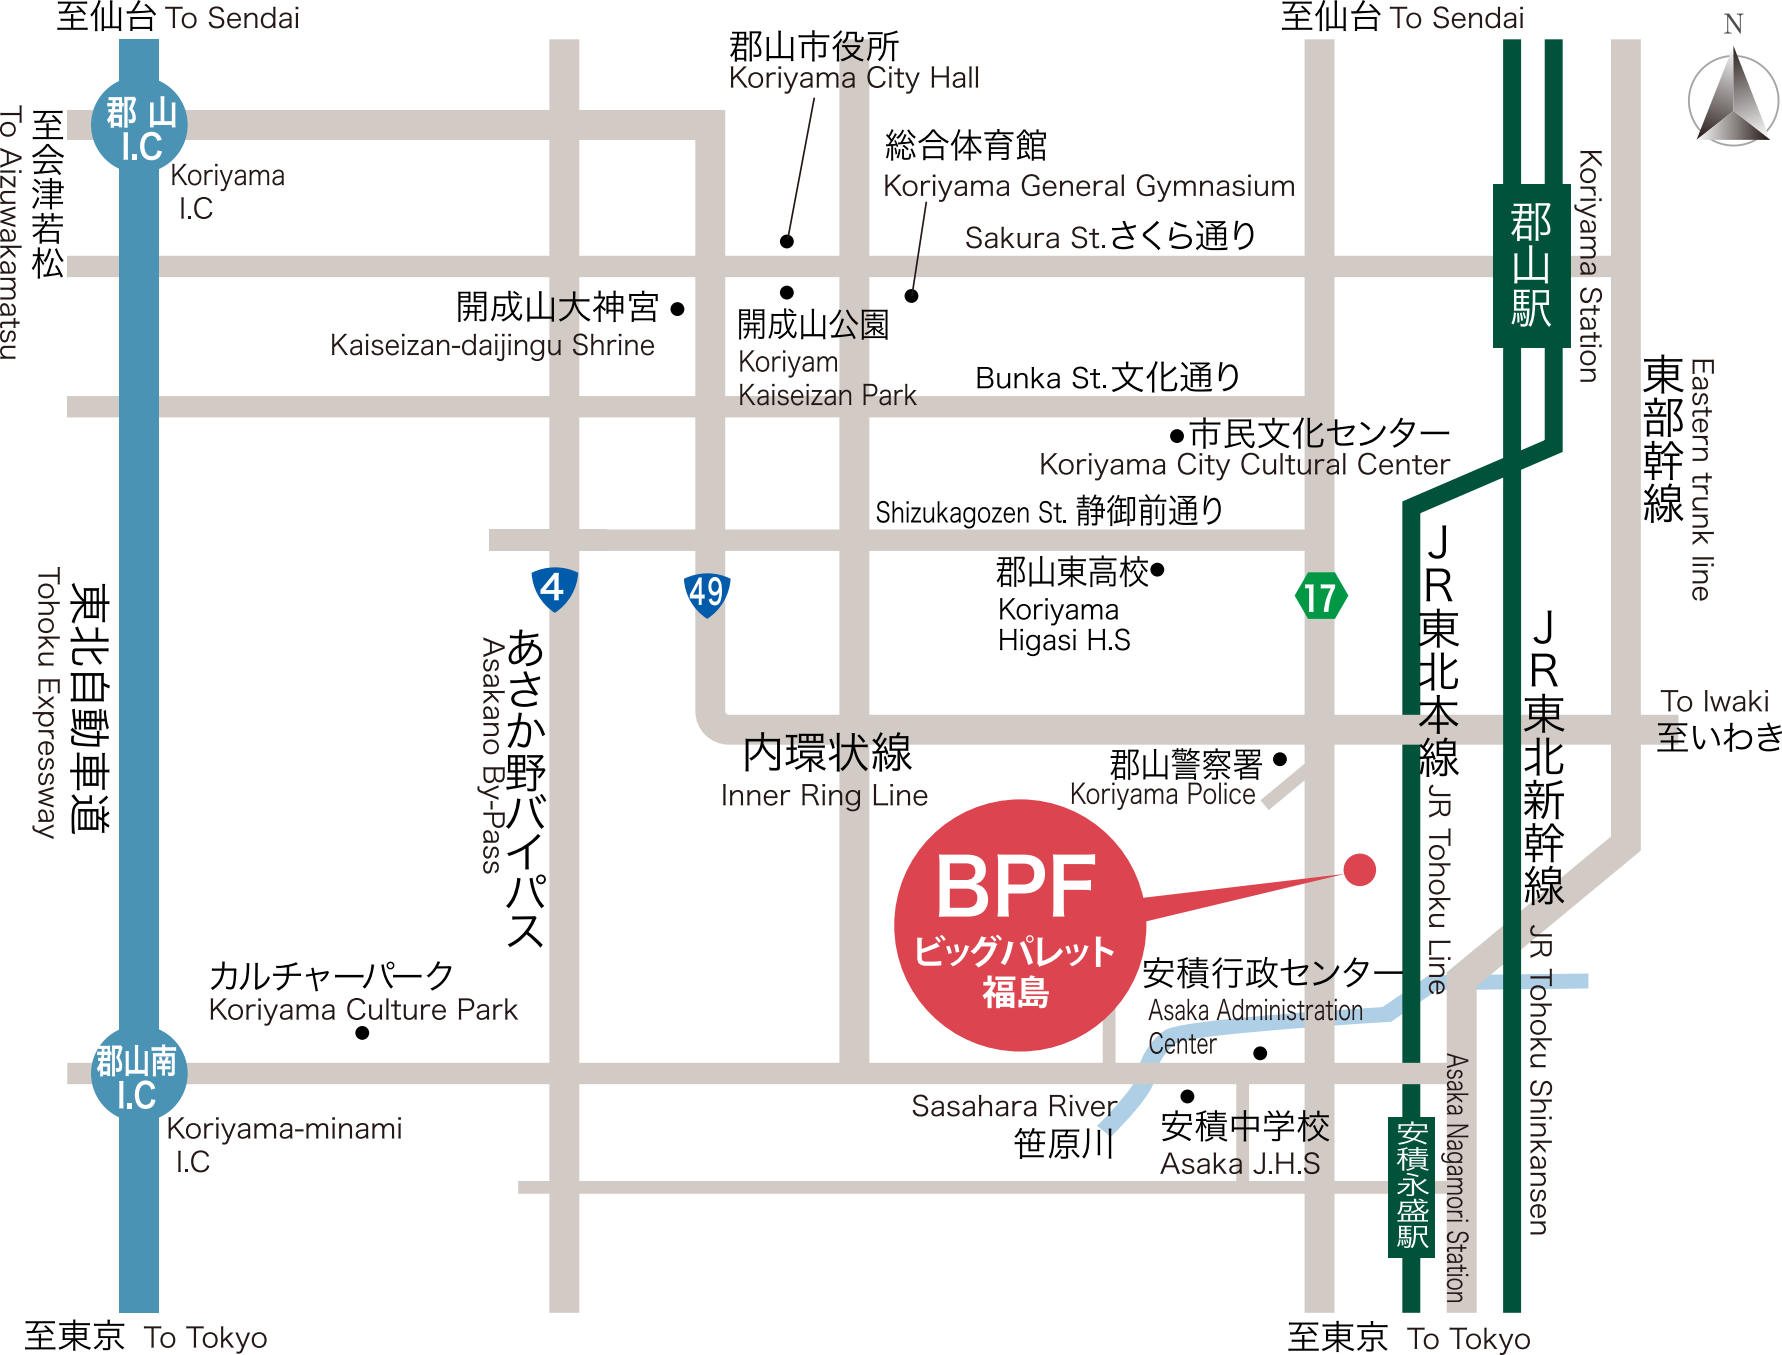 至仙台 To Sendai
至仙台 To Sendai
N
郡山市役所
Koriyama City Hall
郡山
I.C
Koriyama
I.C
至会津若松
To Aizuwakamatsu
総合体育館
Koriyama General Gymnasium
Sakura St.さくら通り
郡山駅
Koriyama Station
開成山大神宮
Kaiseizan-daijingu Shrine
開成山公園
Koriyam
Kaiseizan Park
Bunka St.文化通り
東部幹線
Eastern trunk line
市民文化センター
Koriyama City Cultural Center
Shizukagozen St. 静御前通り
郡山東高校
Koriyama
Higasi H.S
4
49
17
東北自動車道
Tohoku Expressway
あさか野バイパス
Asakano By-Pass
JR東北本線 JR Tohoku Line
JR東北新幹線 JR Tohoku Shinkansen
To Iwaki
至いわき
内環状線
Inner Ring Line
郡山警察署
Koriyama Police
BPF
ビッグパレット
福島
カルチャーパーク
Koriyama Culture Park
安積行政センター
Asaka Administration
Center
郡山南
I.C
Koriyama-minami
I.C
Sasahara River
笹原川
安積中学校
Asaka J.H.S
安積永盛駅
Asaka Nagamori Station
至東京 To Tokyo
至東京 To Tokyo